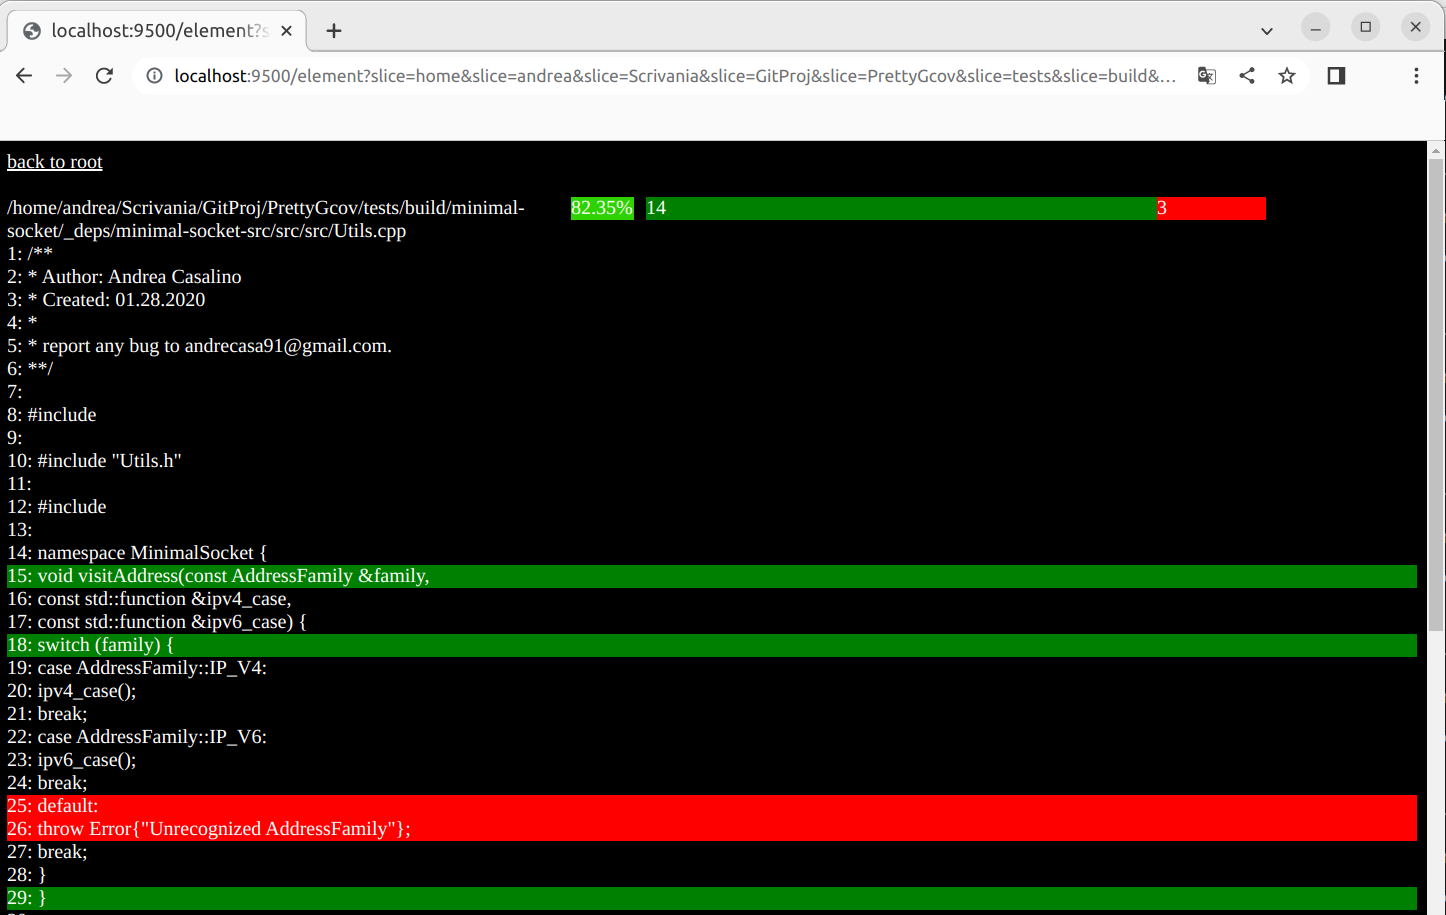 localhost:9500/element?s
localhost:9500/element?slice=home&slice=andrea&slice=Scrivania&slice=GitProj&slice=PrettyGcov&slice=tests&slice=build&...
back to root
/home/andrea/Scrivania/GitProj/PrettyGcov/tests/build/minimal-
socket/_deps/minimal-socket-src/src/src/Utils.cpp
82.35% 14 3
1: /**
2: * Author: Andrea Casalino
3: * Created: 01.28.2020
4: *
5: * report any bug to andrecasa91@gmail.com.
6: **/
7:
8: #include
9:
10: #include "Utils.h"
11:
12: #include
13:
14: namespace MinimalSocket {
15: void visitAddress(const AddressFamily &family,
16: const std::function &ipv4_case,
17: const std::function &ipv6_case) {
18: switch (family) {
19: case AddressFamily::IP_V4:
20: ipv4_case();
21: break;
22: case AddressFamily::IP_V6:
23: ipv6_case();
24: break;
25: default:
26: throw Error{"Unrecognized AddressFamily"};
27: break;
28: }
29: }